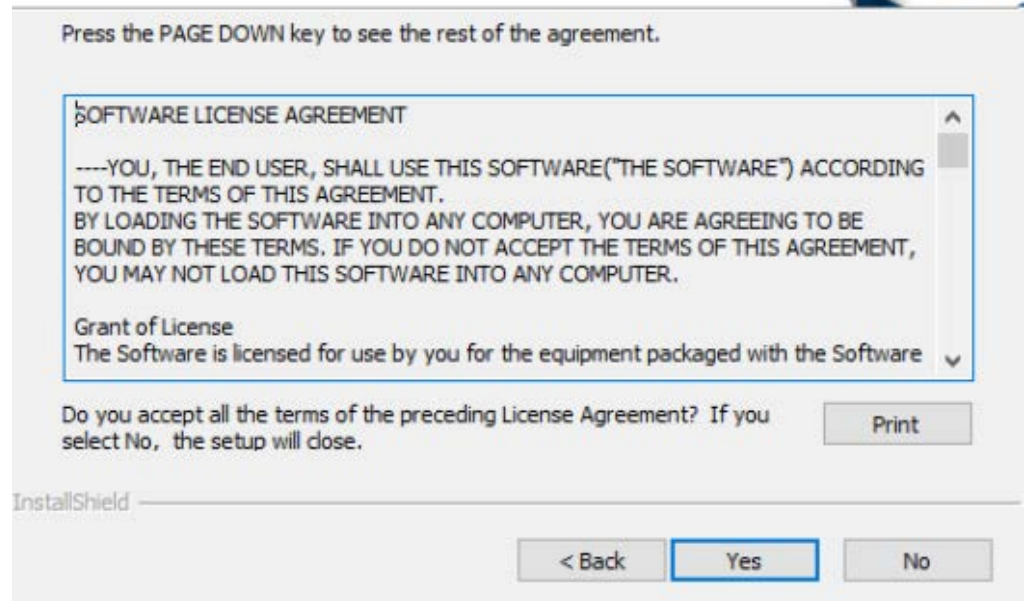 Press the PAGE DOWN key to see the rest of the agreement.
SOFTWARE LICENSE AGREEMENT
----YOU, THE END USER, SHALL USE THIS SOFTWARE("THE SOFTWARE") ACCORDING
TO THE TERMS OF THIS AGREEMENT.
BY LOADING THE SOFTWARE INTO ANY COMPUTER, YOU ARE AGREEING TO BE
BOUND BY THESE TERMS. IF YOU DO NOT ACCEPT THE TERMS OF THIS AGREEMENT,
YOU MAY NOT LOAD THIS SOFTWARE INTO ANY COMPUTER.
Grant of License
The Software is licensed for use by you for the equipment packaged with the Software
Do you accept all the terms of the preceding License Agreement? If you
select No, the setup will close.
Print
InstallShield
< Back
Yes
No